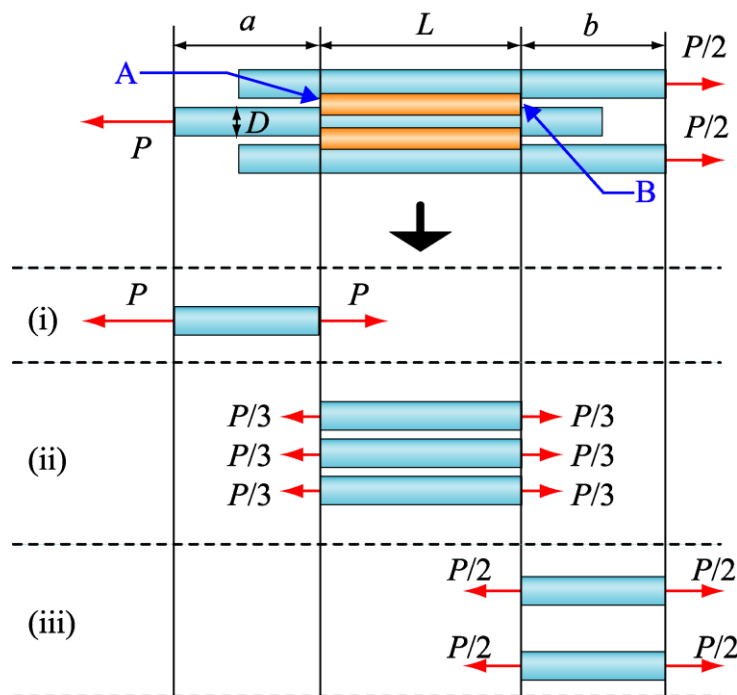 a L b
P/2
A
D
P
P/2
B
P P
(i)
P/3 P/3
(ii) P/3 P/3
P/3 P/3
P/2 P/2
(iii)
P/2 P/2